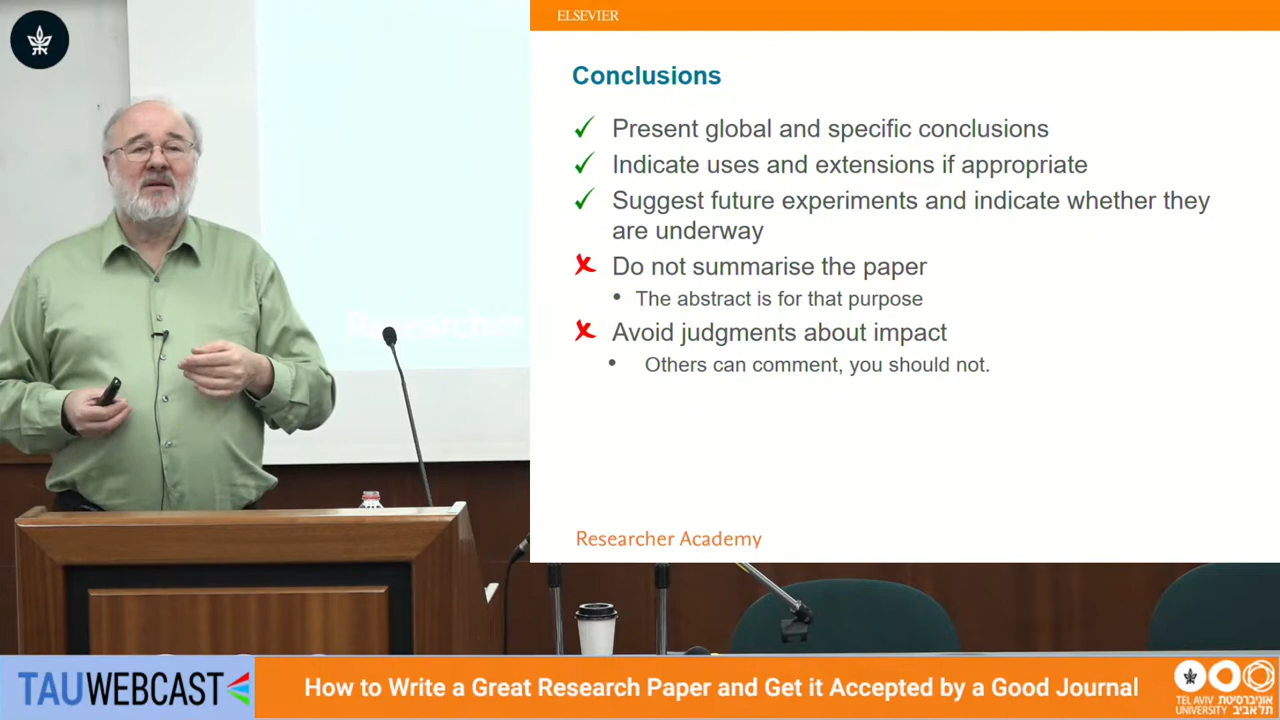 ELSEVIER
Conclusions
✓ Present global and specific conclusions
✓ Indicate uses and extensions if appropriate
✓ Suggest future experiments and indicate whether they
are underway
✗ Do not summarise the paper
• The abstract is for that purpose
✗ Avoid judgments about impact
• Others can comment, you should not.
Researcher
Researcher Academy
TAUWEBCAST
How to Write a Great Research Paper and Get it Accepted by a Good Journal
TEL AVIV אוניברסיטת
UNIVERSITY תל אביב